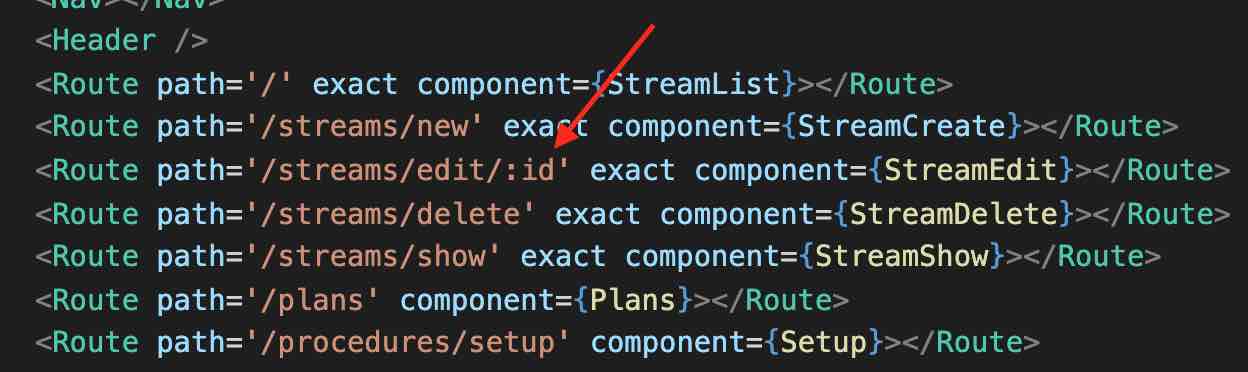 <Nav></Nav>
<Header />
<Route path='/' exact component={StreamList}></Route>
<Route path='/streams/new' exact component={StreamCreate}></Route>
<Route path='/streams/edit/:id' exact component={StreamEdit}></Route>
<Route path='/streams/delete' exact component={StreamDelete}></Route>
<Route path='/streams/show' exact component={StreamShow}></Route>
<Route path='/plans' component={Plans}></Route>
<Route path='/procedures/setup' component={Setup}></Route>